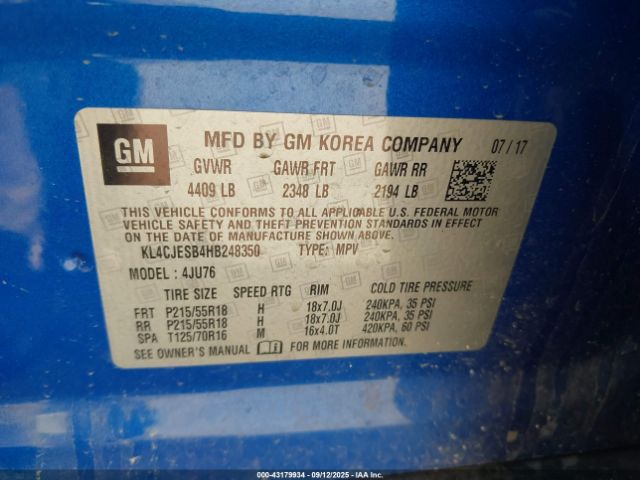 GM
MFD BY GM KOREA COMPANY 07 / 17
GVWR GAWR FRT GAWR RR
4409 LB 2348 LB 2194 LB
THIS VEHICLE CONFORMS TO ALL APPLICABLE U.S. FEDERAL MOTOR
VEHICLE SAFETY AND THEFT PREVENTION STANDARDS IN EFFECT
ON THE DATE OF MANUFACTURE SHOWN ABOVE.
KL4CJESB4HB248350 TYPE: MPV
MODEL : 4JU76
TIRE SIZE SPEED RTG RIM COLD TIRE PRESSURE
FRT P215/55R18 H 18x7.0J 240KPA, 35 PSI
RR P215/55R18 H 18x7.0J 240KPA, 35 PSI
SPA T125/70R16 M 16x4.0T 420KPA, 60 PSI
SEE OWNER'S MANUAL FOR MORE INFORMATION.
000-43179934 - 09/12/2025 - IAAI.COM